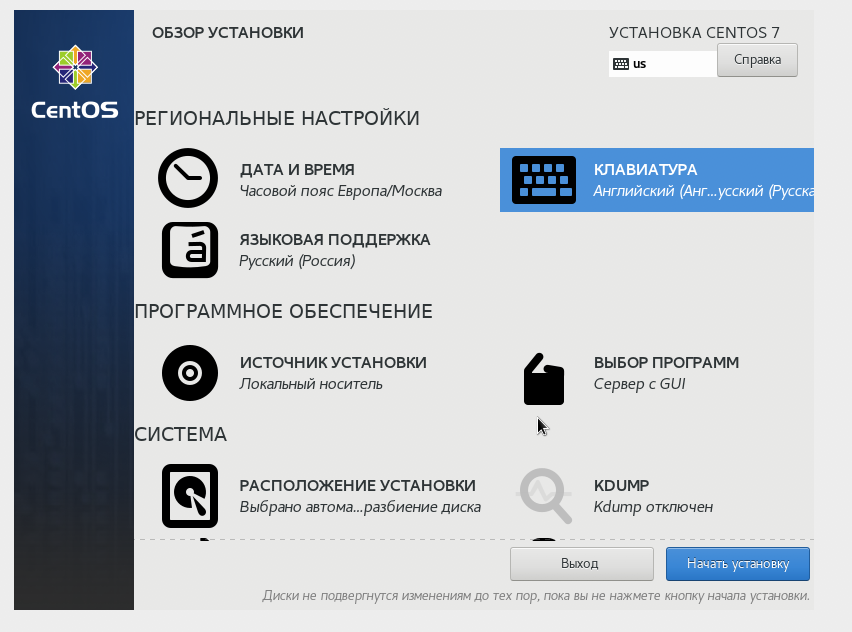 ОБЗОР УСТАНОВКИ
УСТАНОВКА CENTOS 7
us
Справка
CentOS
РЕГИОНАЛЬНЫЕ НАСТРОЙКИ
ДАТА И ВРЕМЯ
Часовой пояс Европа/Москва
КЛАВИАТУРА
Английский (Анг...усский (Русска
ЯЗЫКОВАЯ ПОДДЕРЖКА
Русский (Россия)
ПРОГРАММНОЕ ОБЕСПЕЧЕНИЕ
ИСТОЧНИК УСТАНОВКИ
Локальный носитель
ВЫБОР ПРОГРАММ
Сервер с GUI
СИСТЕМА
РАСПОЛОЖЕНИЕ УСТАНОВКИ
Выбрано автома...разбиение диска
KDUMP
Kdump отключен
Выход
Начать установку
Диски не подвергнутся изменениям до тех пор, пока вы не нажмете кнопку начала установки.